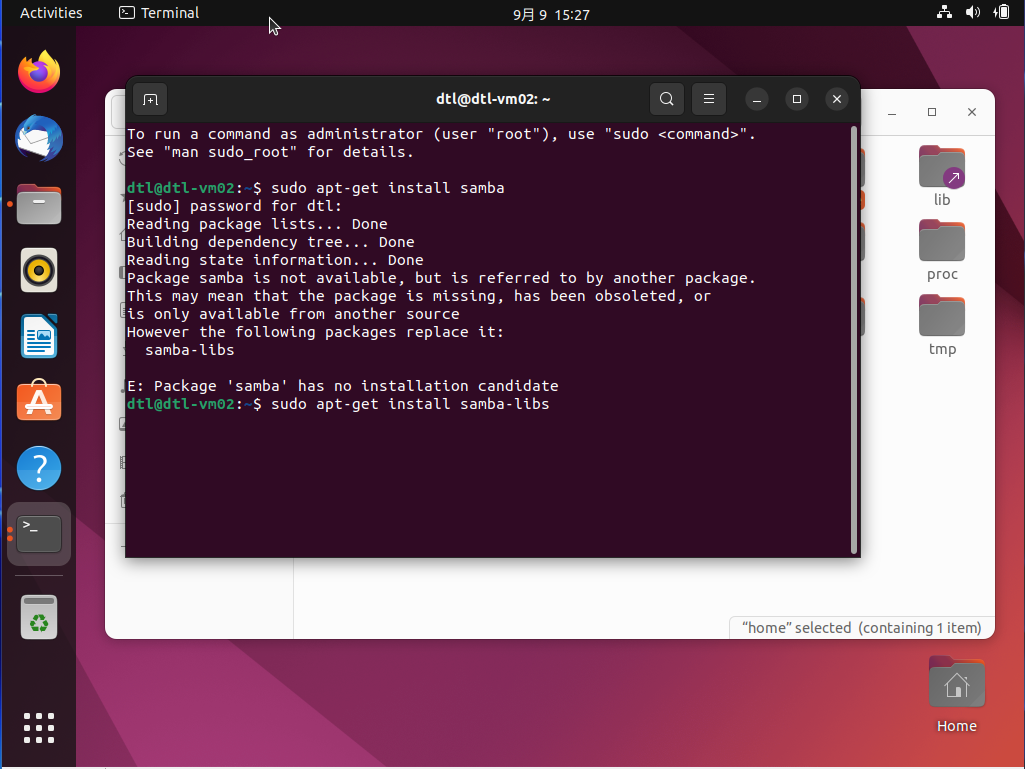 Activities
Terminal
9月 9 15:27
dtl@dtl-vm02: ~
To run a command as administrator (user "root"), use "sudo <command>".
See "man sudo_root" for details.
dtl@dtl-vm02:~$ sudo apt-get install samba
[sudo] password for dtl:
Reading package lists... Done
Building dependency tree... Done
Reading state information... Done
Package samba is not available, but is referred to by another package.
This may mean that the package is missing, has been obsoleted, or
is only available from another source
However the following packages replace it:
samba-libs
E: Package 'samba' has no installation candidate
dtl@dtl-vm02:~$ sudo apt-get install samba-libs
lib
proc
tmp
“home” selected (containing 1 item)
Home